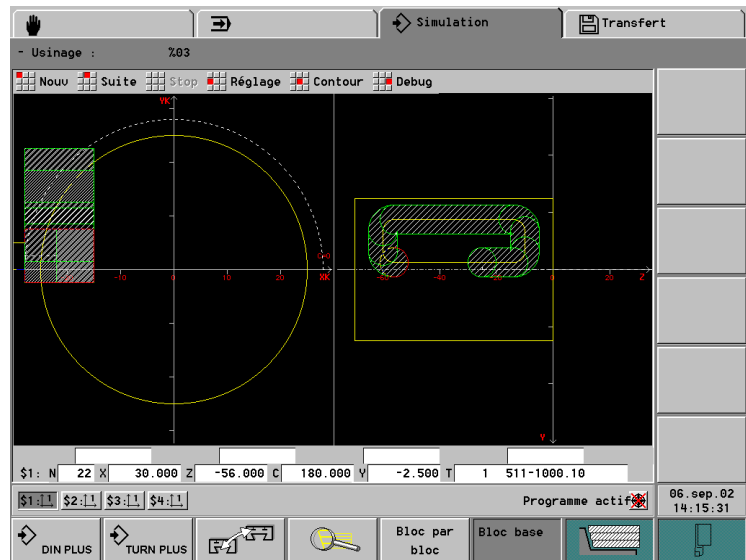 Simulation
Transfert
- Usinage : %03
Nouv Suite Stop Réglage Contour Debug
YK
-10 0 10 20 XK
-40 0 20 Z
Y
$1: N 22 X 30.000 Z -56.000 C 180.000 Y -2.500 T 1 511-1000.10
$1: $2: $3: $4: Programme actif
06.sep.02
14:15:31
DIN PLUS
TURN PLUS
Bloc par
bloc
Bloc base